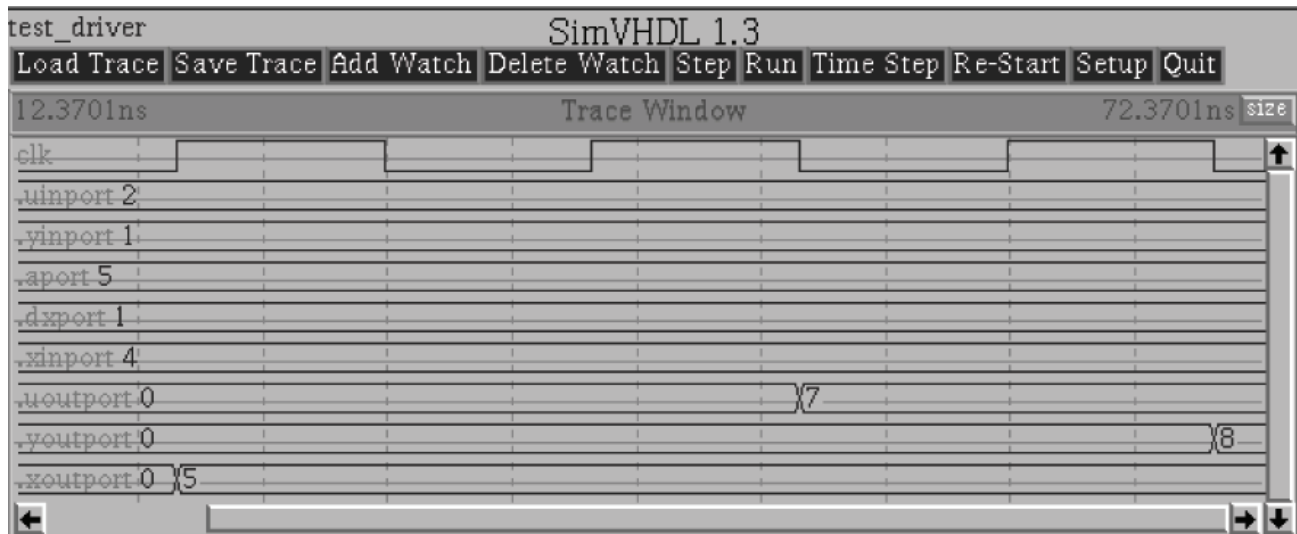 test_driver SimVHDL 1.3
Load Trace Save Trace Add Watch Delete Watch Step Run Time Step Re-Start Setup Quit
12.3701ns Trace Window 72.3701ns size
clk
.uinport 2
.yinport 1
.aport 5
.dxport 1
.xinport 4
.uoutport 0 7
.youtport 0 8
.xoutport 0 5